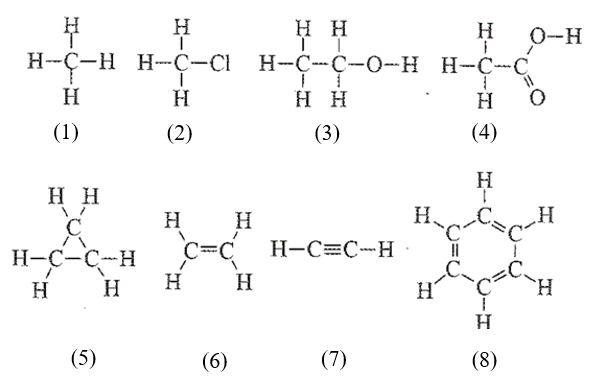 H H H H H
O–H
H–C–H H–C–Cl H–C–C–O–H H–C–C
H H H H H O
(1) (2) (3) (4)
H
H H
H H H C H
C C C
C=C H–C≡C–H
H–C–C–H C C
H H H H H C H
H
(5) (6) (7) (8)